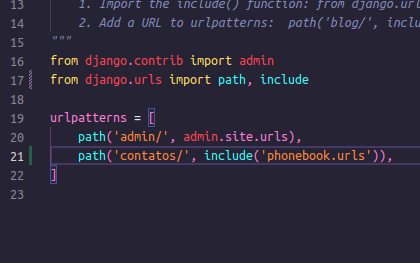 13 1. Import the include() function: from django.url
14 2. Add a URL to urlpatterns: path('blog/', inclu
15 """
16 from django.contrib import admin
17 from django.urls import path, include
18
19 urlpatterns = [
20 path('admin/', admin.site.urls),
21 path('contatos/', include('phonebook.urls')),
22 ]
23